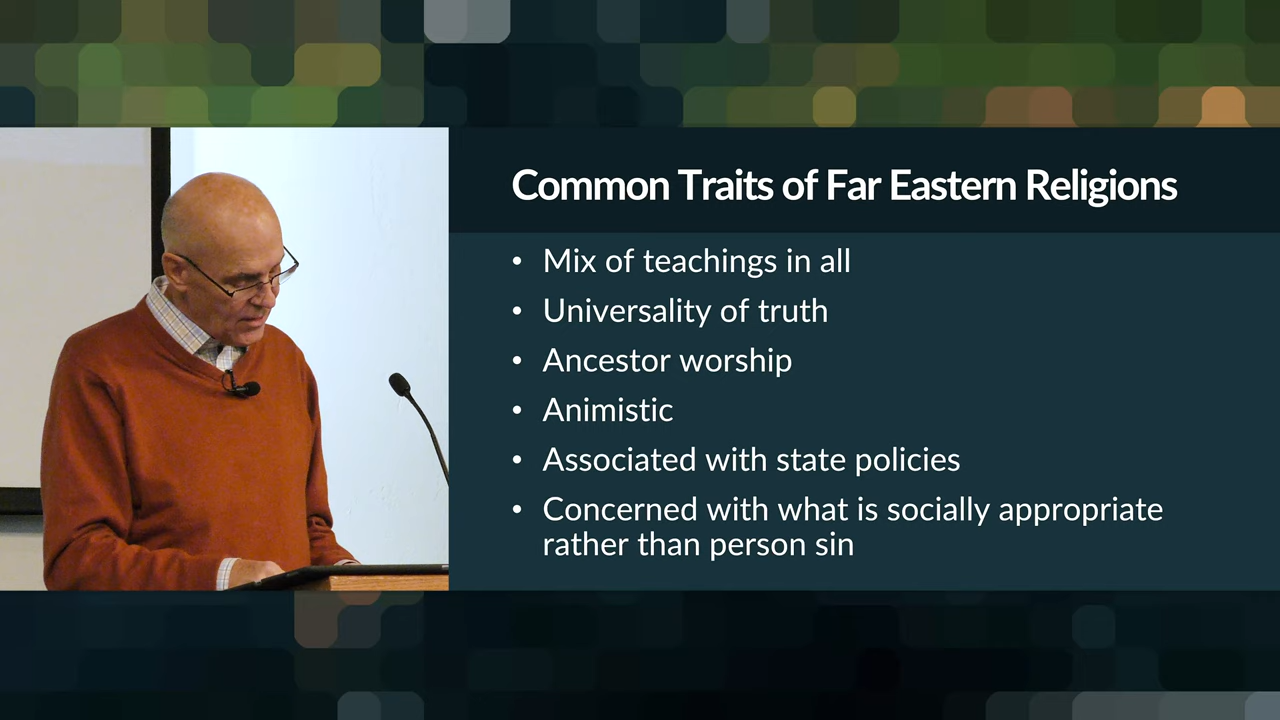 Common Traits of Far Eastern Religions
• Mix of teachings in all
• Universality of truth
• Ancestor worship
• Animistic
• Associated with state policies
• Concerned with what is socially appropriate
rather than person sin